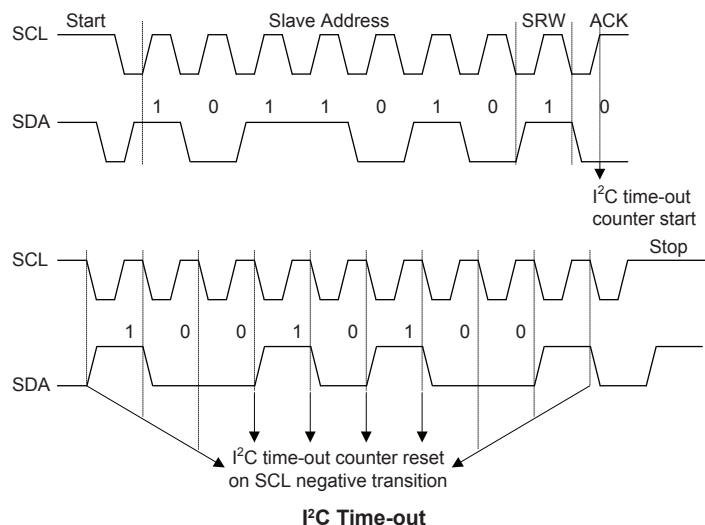 Start Slave Address SRW ACK
SCL
1 0 1 1 0 1 0 1 0
SDA
I²C time-out
counter start
Stop
SCL
1 0 0 1 0 1 0 0
SDA
I²C time-out counter reset
on SCL negative transition
I²C Time-out